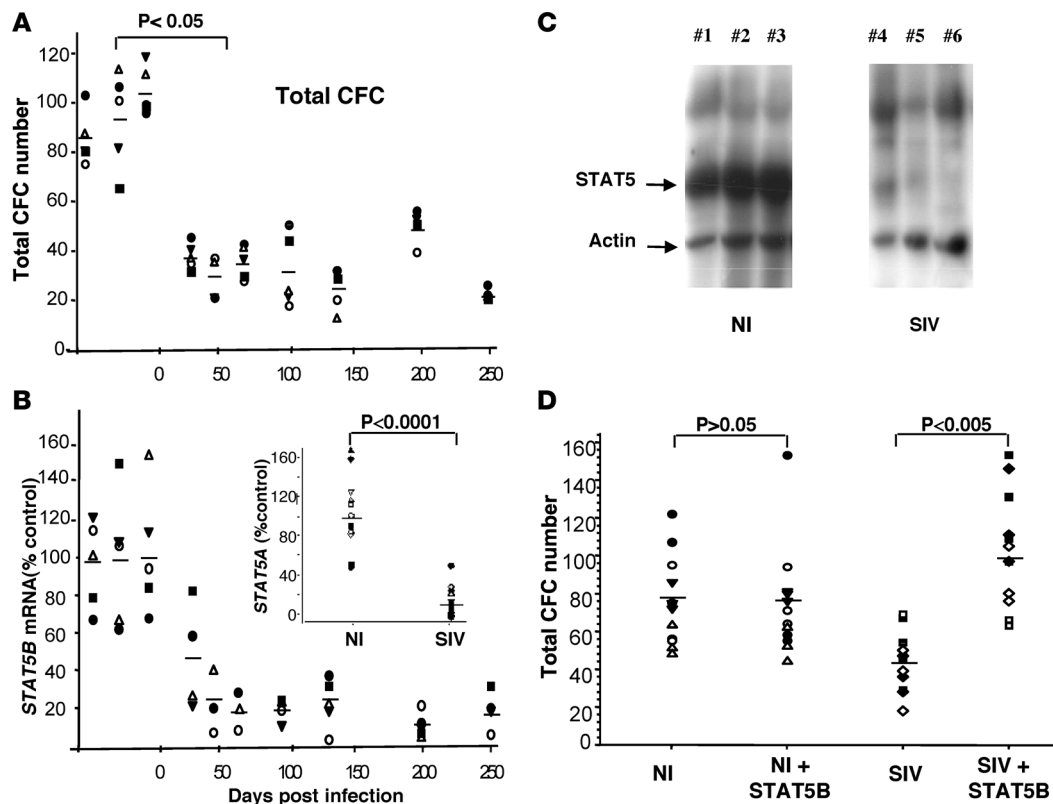 A
P< 0.05
Total CFC
Total CFC number
120
100
80
60
40
20
0
0 50 100 150 200 250
B
STAT5B mRNA(% control)
160
140
120
100
80
60
40
20
0 50 100 150 200 250
Days post infection
P<0.0001
STAT5A (%control)
160
120
80
40
0
NI SIV
C
#1 #2 #3 #4 #5 #6
STAT5
Actin
NI SIV
D
P>0.05 P<0.005
Total CFC number
160
140
120
100
80
60
40
20
0
NI NI + STAT5B SIV SIV + STAT5B